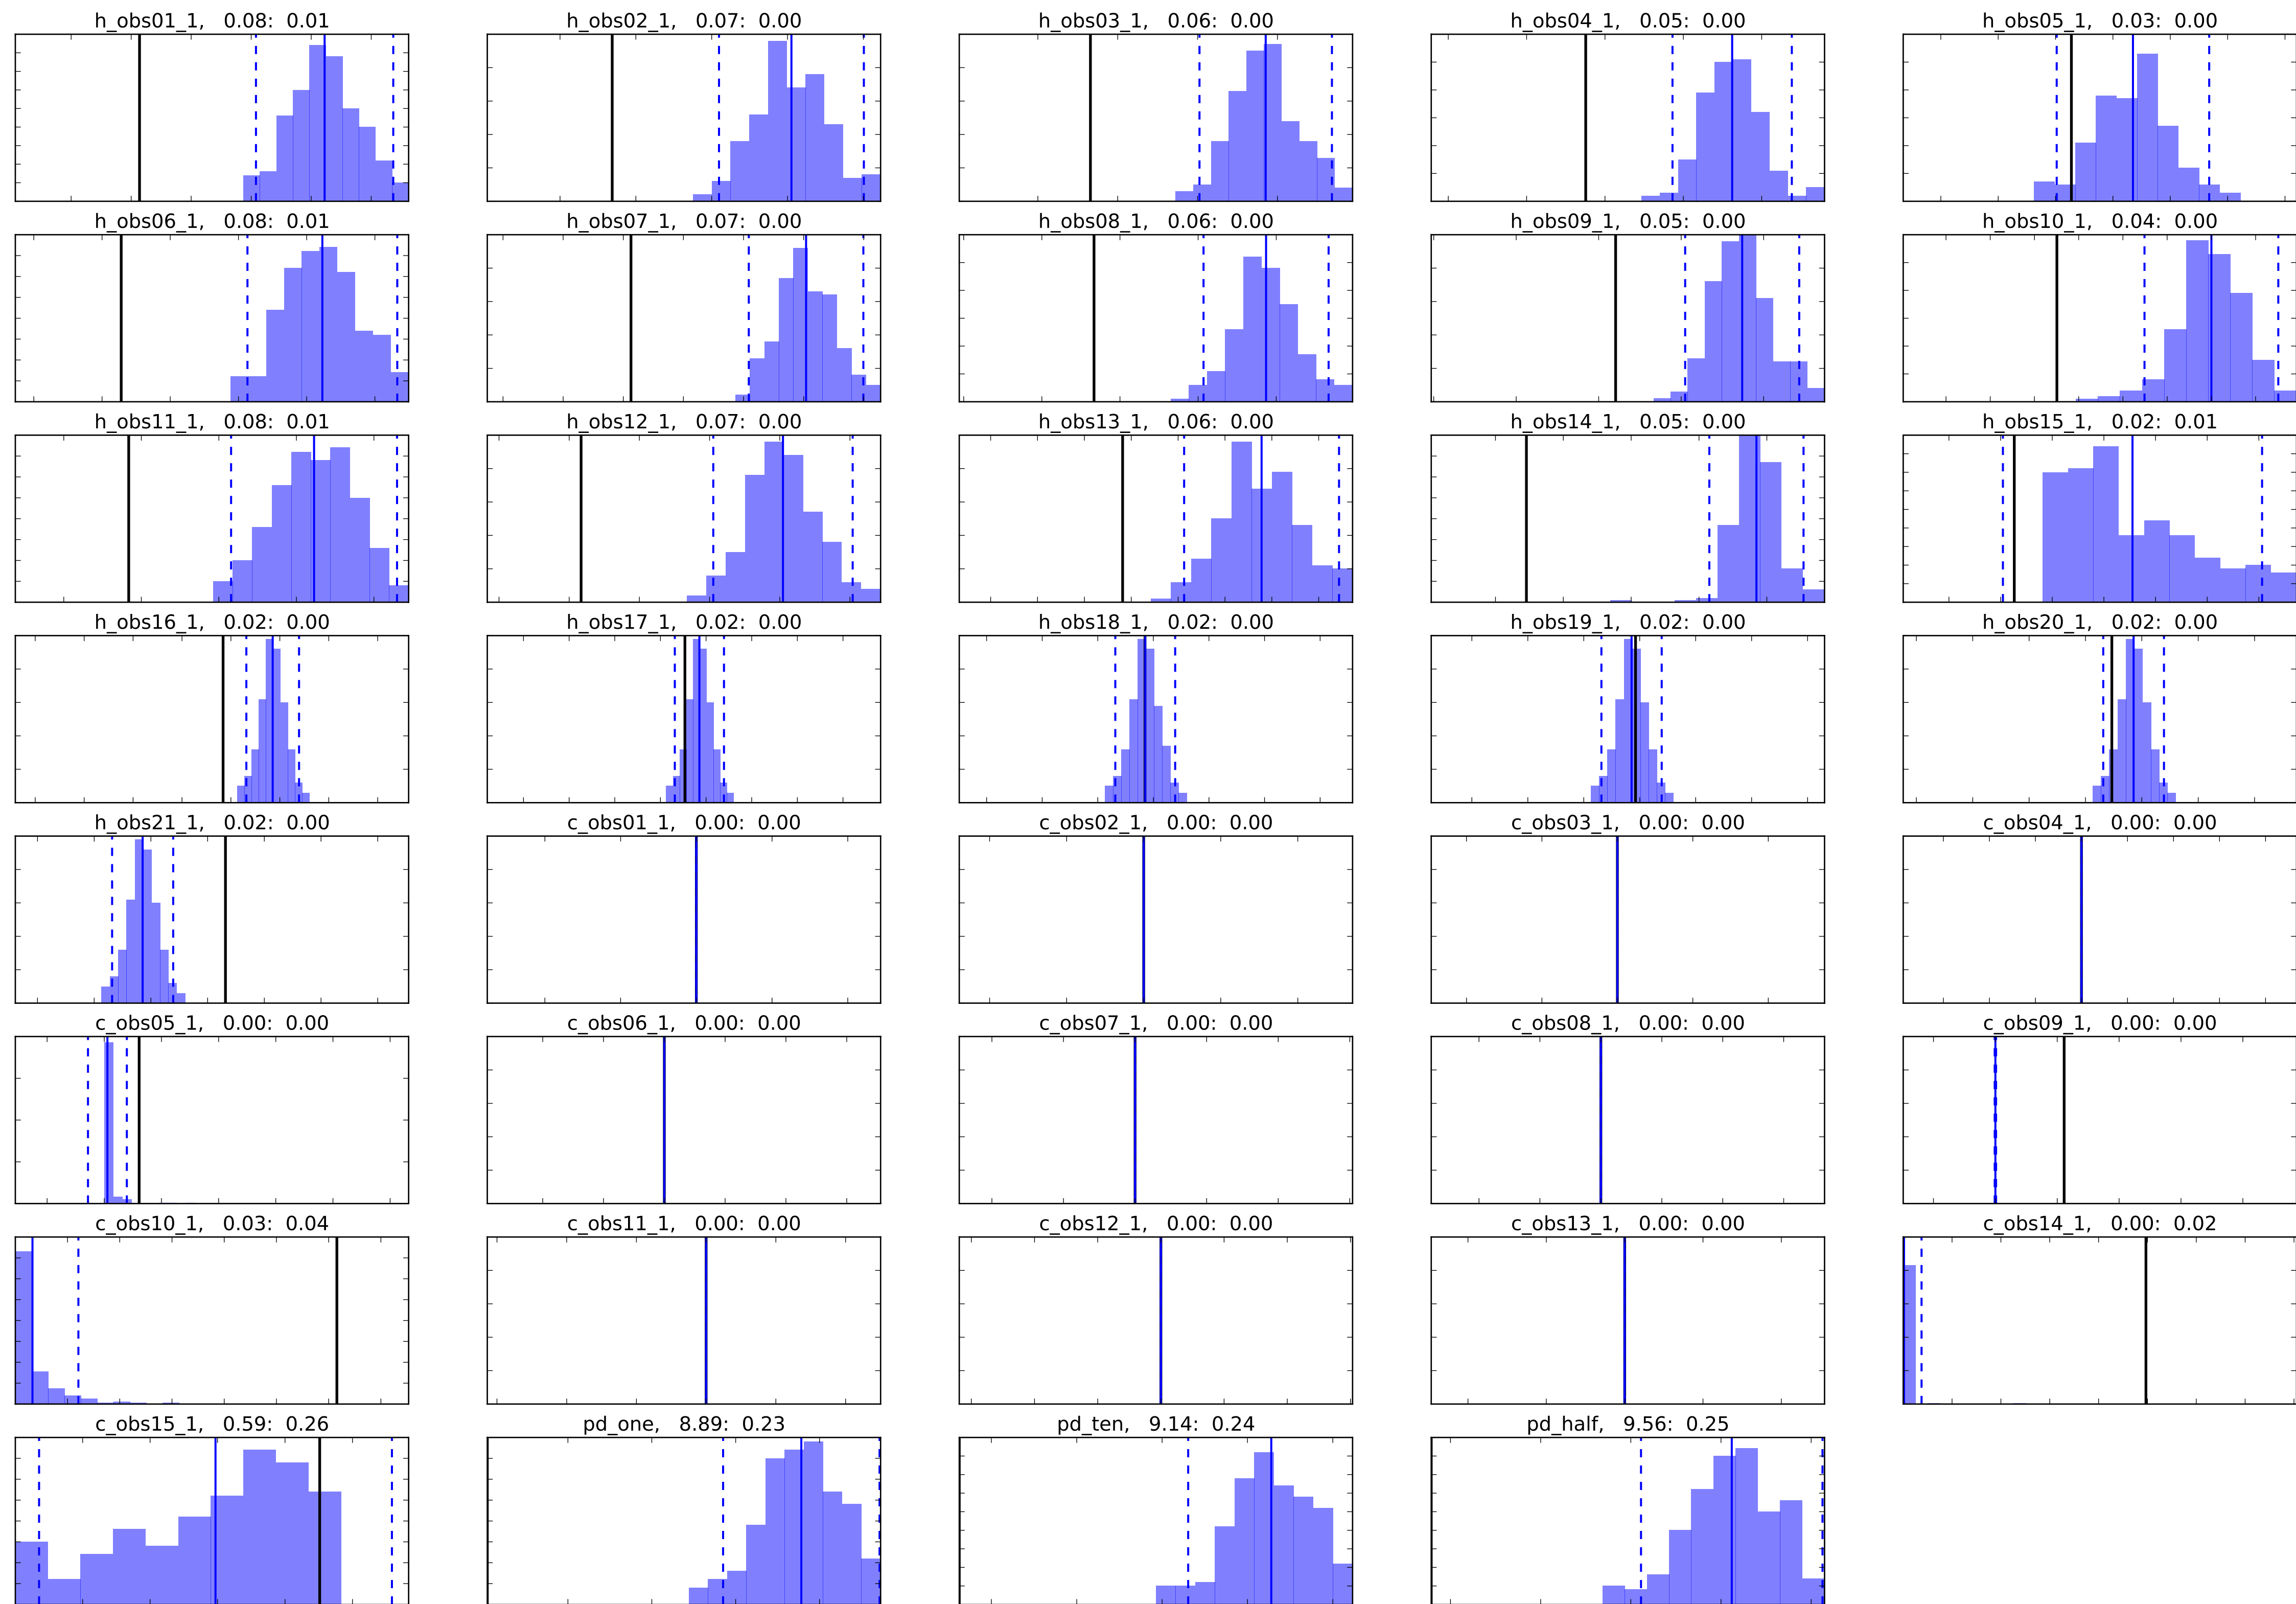 h_obs01_1,   0.08:  0.01
h_obs02_1,   0.07:  0.00
h_obs03_1,   0.06:  0.00
h_obs04_1,   0.05:  0.00
h_obs05_1,   0.03:  0.00
h_obs06_1,   0.08:  0.01
h_obs07_1,   0.07:  0.00
h_obs08_1,   0.06:  0.00
h_obs09_1,   0.05:  0.00
h_obs10_1,   0.04:  0.00
h_obs11_1,   0.08:  0.01
h_obs12_1,   0.07:  0.00
h_obs13_1,   0.06:  0.00
h_obs14_1,   0.05:  0.00
h_obs15_1,   0.02:  0.01
h_obs16_1,   0.02:  0.00
h_obs17_1,   0.02:  0.00
h_obs18_1,   0.02:  0.00
h_obs19_1,   0.02:  0.00
h_obs20_1,   0.02:  0.00
h_obs21_1,   0.02:  0.00
c_obs01_1,   0.00:  0.00
c_obs02_1,   0.00:  0.00
c_obs03_1,   0.00:  0.00
c_obs04_1,   0.00:  0.00
c_obs05_1,   0.00:  0.00
c_obs06_1,   0.00:  0.00
c_obs07_1,   0.00:  0.00
c_obs08_1,   0.00:  0.00
c_obs09_1,   0.00:  0.00
c_obs10_1,   0.03:  0.04
c_obs11_1,   0.00:  0.00
c_obs12_1,   0.00:  0.00
c_obs13_1,   0.00:  0.00
c_obs14_1,   0.00:  0.02
c_obs15_1,   0.59:  0.26
pd_one,   8.89:  0.23
pd_ten,   9.14:  0.24
pd_half,   9.56:  0.25